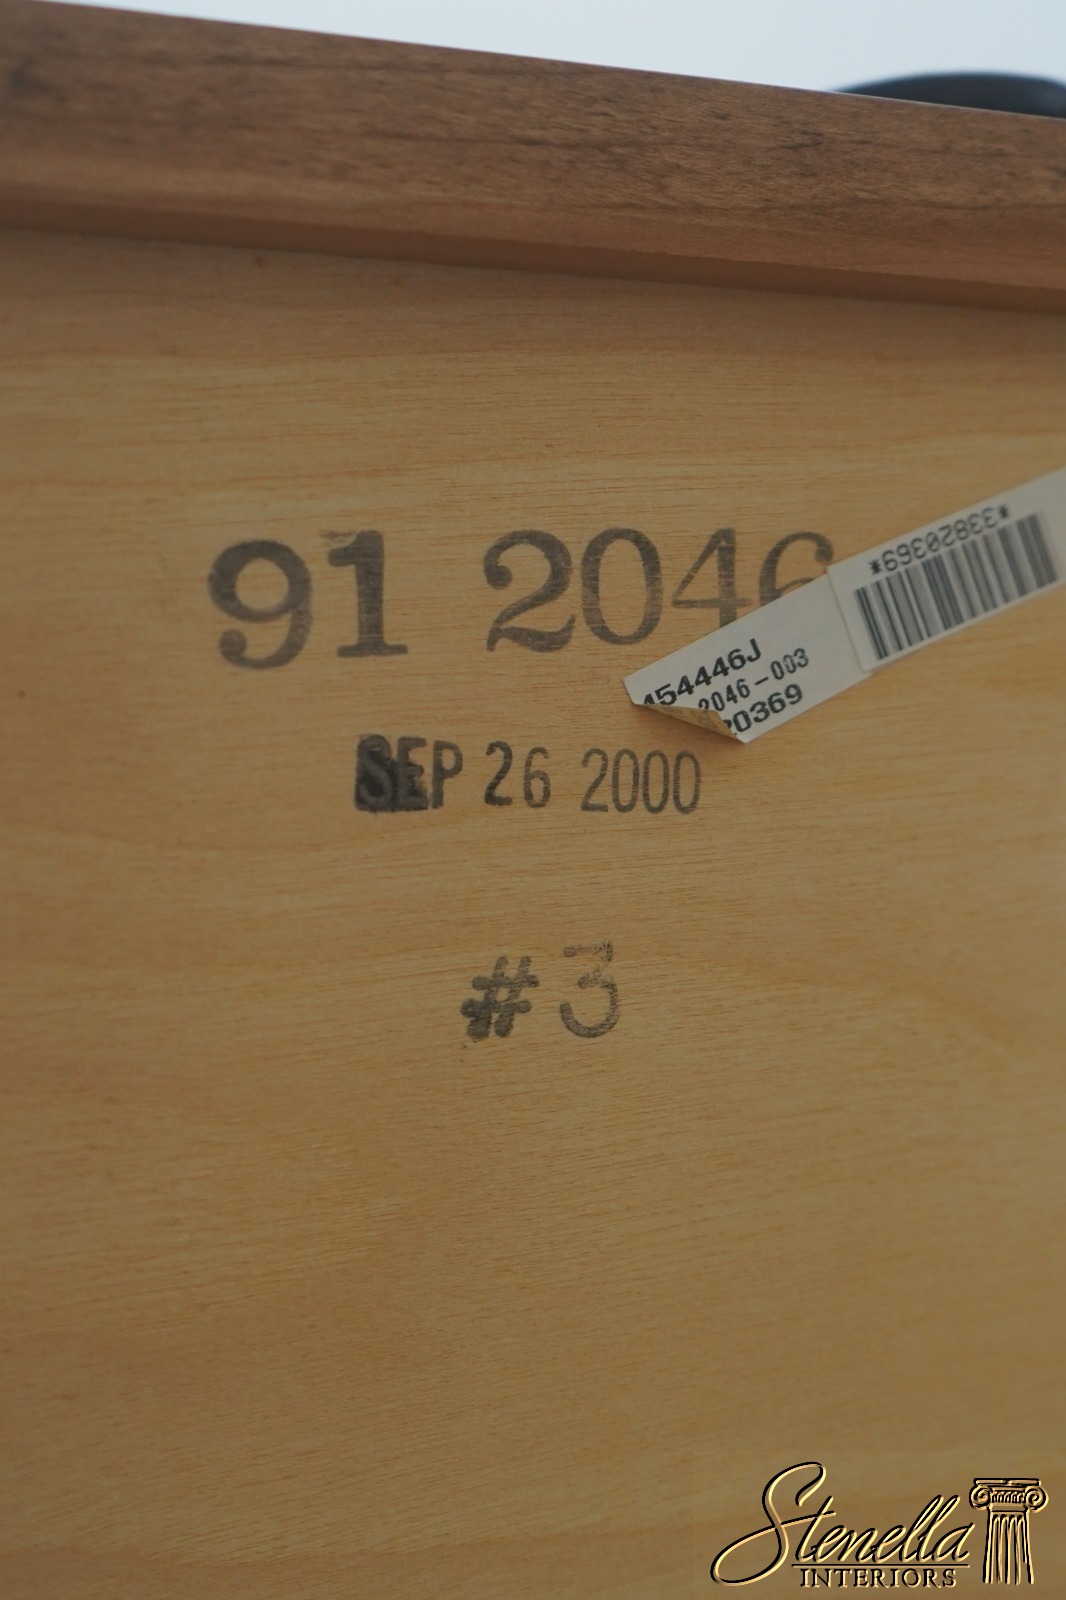 91 2046
*33820369*
454446J
2046-003
20369
SEP 26 2000
#3
Stenella
INTERIORS